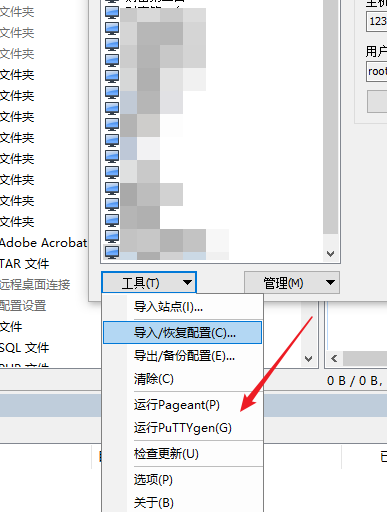 文件夹
文件夹
文件夹
文件夹
文件夹
文件夹
文件夹
文件夹
文件夹
文件夹
文件夹
Adobe Acrobat
TAR 文件
远程桌面连接
配置设置
文件
SQL 文件
123
用户
root
工具(T)
管理(M)
导入站点(I)...
导入/恢复配置(C)...
导出/备份配置(E)...
清除(C)
运行Pageant(P)
运行PuTTYgen(G)
检查更新(U)
选项(P)
关于(B)
0 B / 0 B,